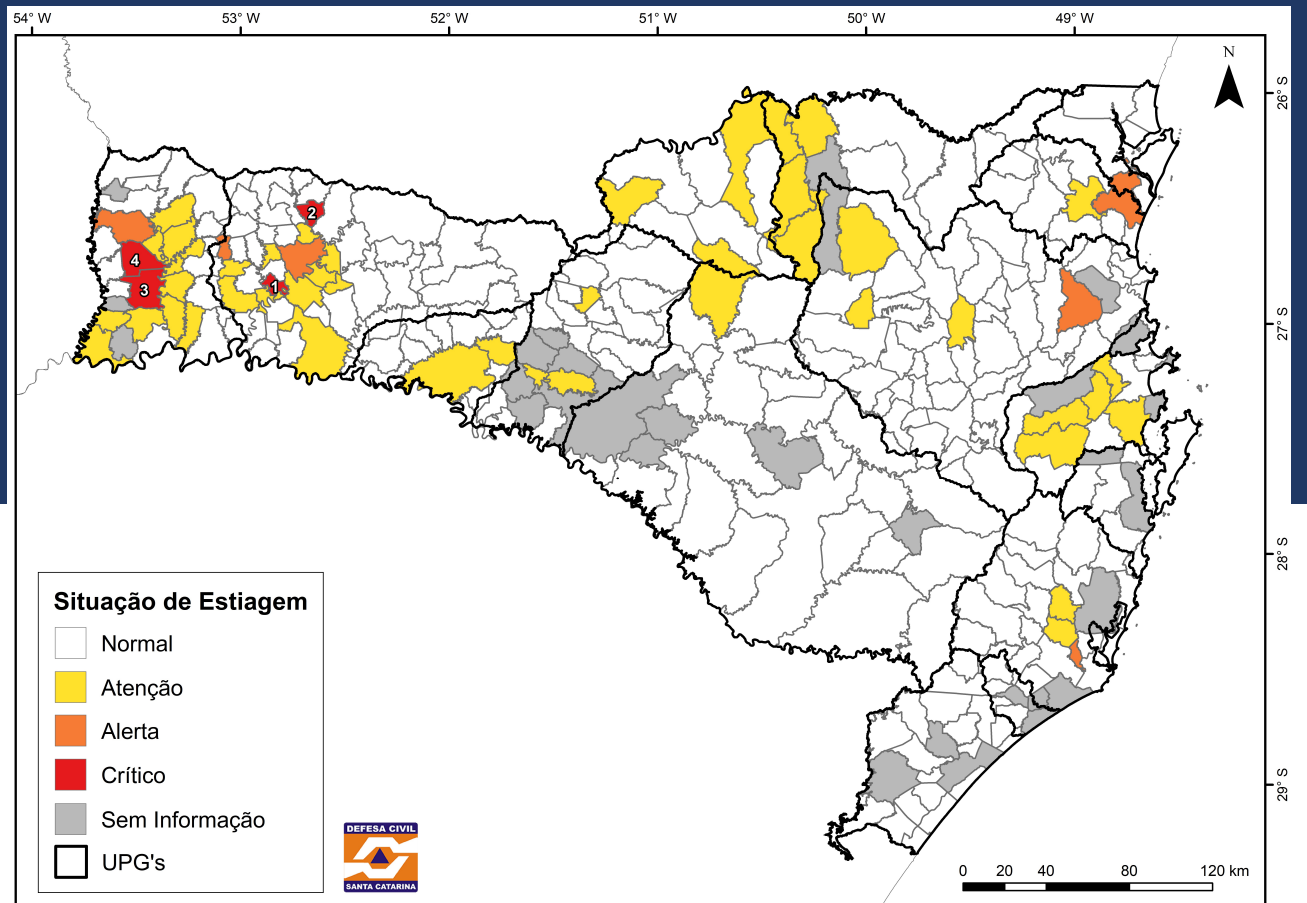 54° W
53° W
52° W
51° W
50° W
49° W
N
26° S
2
4
3
1
27° S
28° S
Situação de Estiagem
Normal
Atenção
Alerta
Crítico
Sem Informação
UPG's
DEFESA CIVIL
SANTA CATARINA
29° S
0 20 40 80 120 km